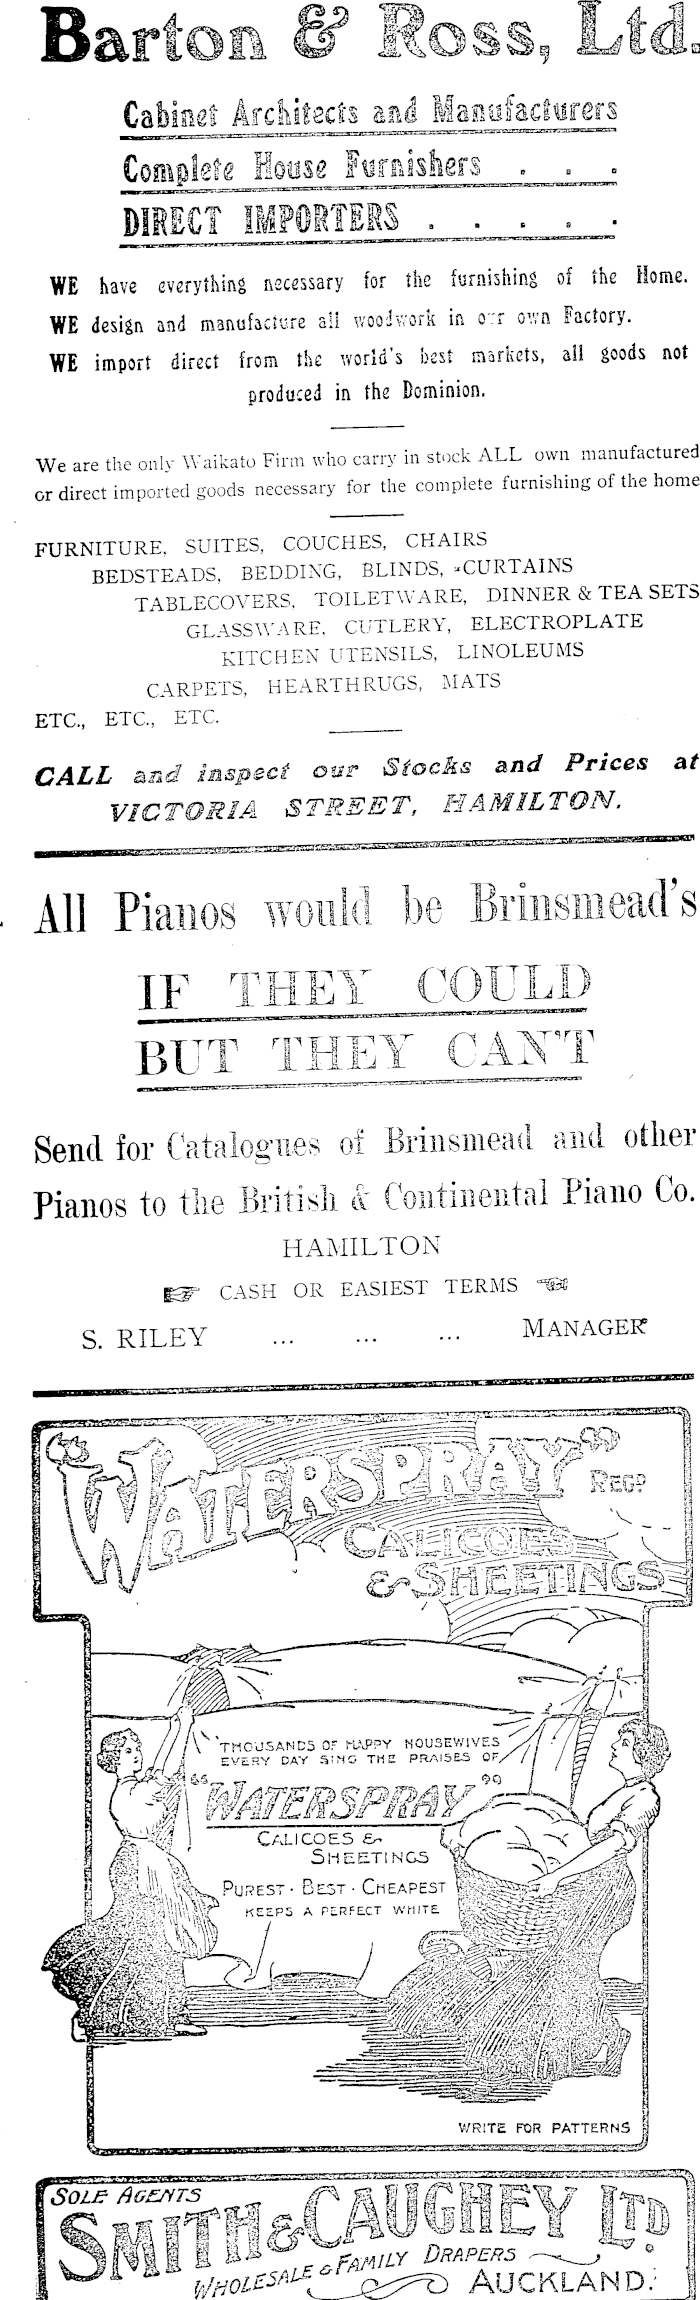 Barton & Ross, Ltd.
Cabinet Architects and Manufacturers
Complete House Furnishers . . .
DIRECT IMPORTERS . . . . .
WE have everything necessary for the furnishing of the Home.
WE design and manufacture all woodwork in our own Factory.
WE import direct from the world's best markets, all goods not
produced in the Dominion.
We are the only Waikato Firm who carry in stock ALL own manufactured
or direct imported goods necessary for the complete furnishing of the home
FURNITURE, SUITES, COUCHES, CHAIRS
BEDSTEADS, BEDDING, BLINDS, CURTAINS
TABLECOVERS, TOILETWARE, DINNER & TEA SETS
GLASSWARE, CUTLERY, ELECTROPLATE
KITCHEN UTENSILS, LINOLEUMS
CARPETS, HEARTHRUGS, MATS
ETC., ETC., ETC.
CALL and inspect our Stocks and Prices at
VICTORIA STREET, HAMILTON.
All Pianos would be Brinsmead's
IF THEY COULD
BUT THEY CAN'T
Send for Catalogues of Brinsmead and other
Pianos to the British & Continental Piano Co.
HAMILTON
☞ CASH OR EASIEST TERMS ☜
S. RILEY ... ... ... MANAGER
"WATERSPRAY" REGD
CALICOES
& SHEETINGS
THOUSANDS OF HAPPY HOUSEWIVES
EVERY DAY SING THE PRAISES OF
"WATERSPRAY"
CALICOES &
SHEETINGS
PUREST · BEST · CHEAPEST
KEEPS A PERFECT WHITE
WRITE FOR PATTERNS
SOLE AGENTS
SMITH & CAUGHEY LTD.
WHOLESALE & FAMILY DRAPERS
AUCKLAND.